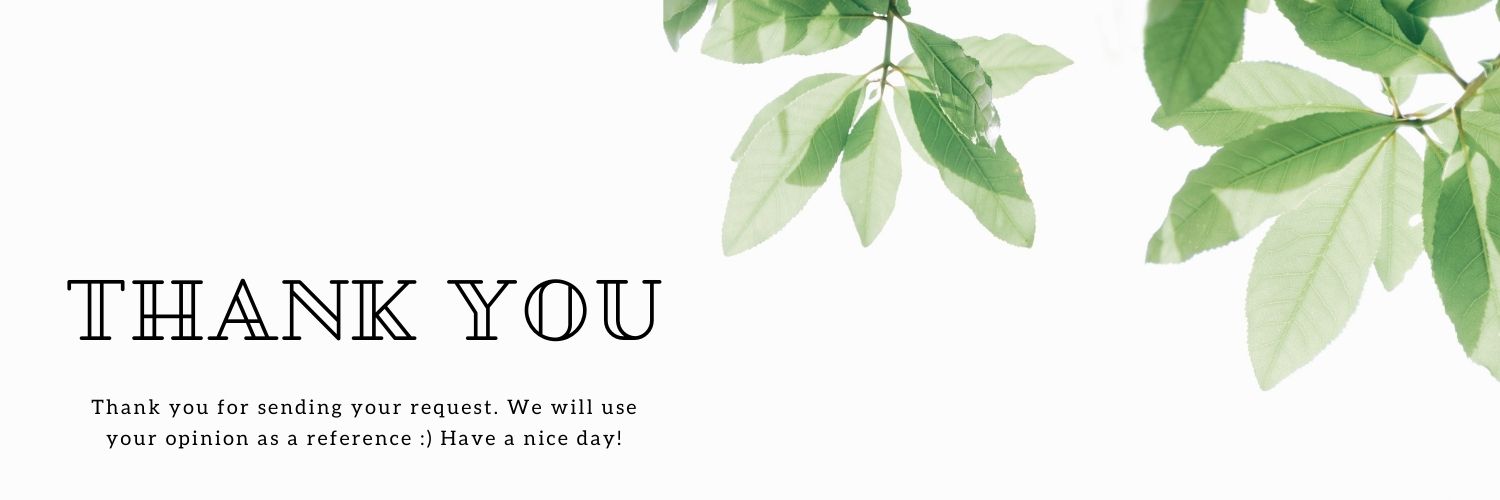 THANK YOU
Thank you for sending your request. We will use
your opinion as a reference :) Have a nice day!